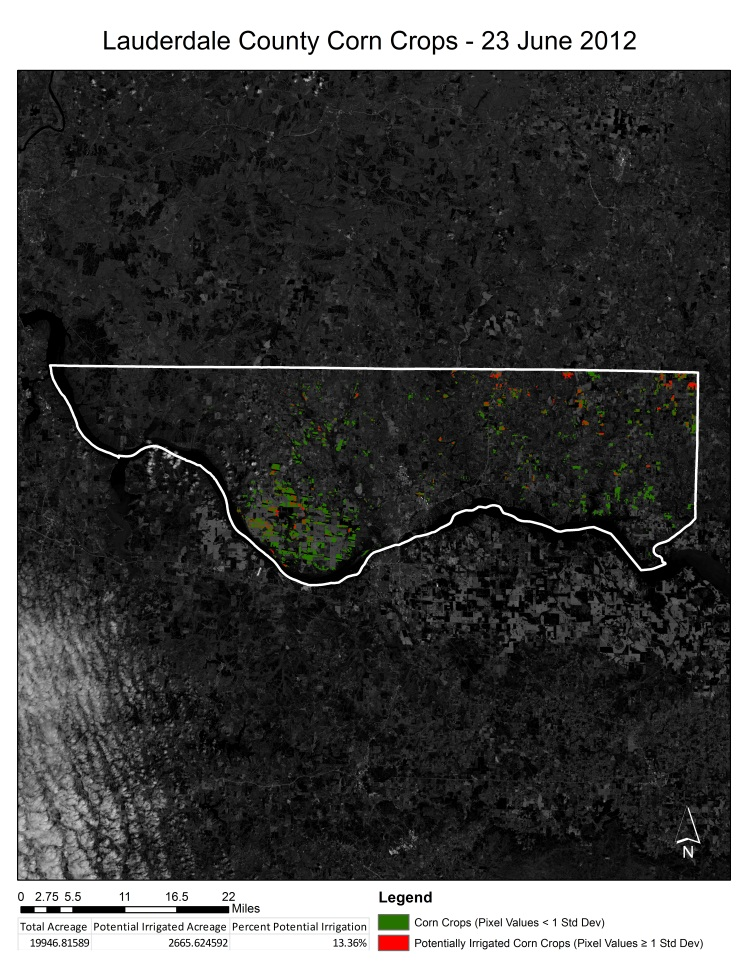 Lauderdale County Corn Crops - 23 June 2012
N
0 2.75 5.5 11 16.5 22
Miles
Total Acreage Potential Irrigated Acreage Percent Potential Irrigation
19946.81589 2665.624592 13.36%
Legend
Corn Crops (Pixel Values < 1 Std Dev)
Potentially Irrigated Corn Crops (Pixel Values ≥ 1 Std Dev)